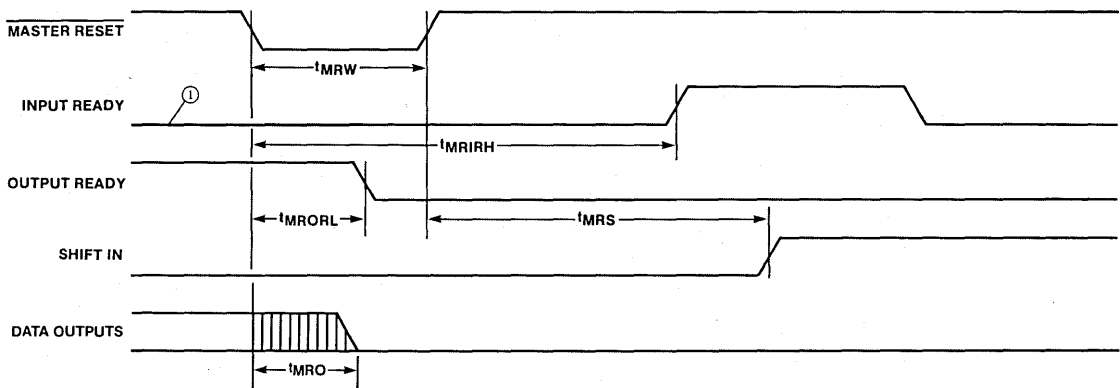 MASTER RESET
tMRW
INPUT READY
1
tMRIRH
OUTPUT READY
tMRORL
tMRS
SHIFT IN
DATA OUTPUTS
tMRO